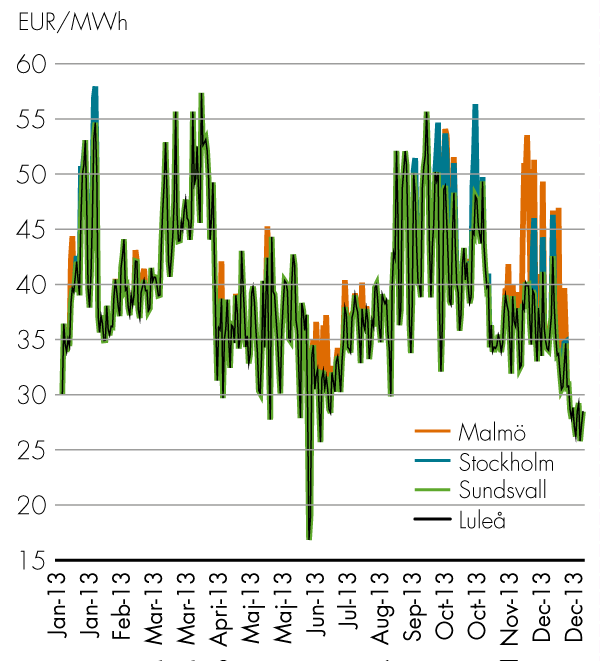 EUR/MWh
60
55
50
45
40
35
30
25
20
15
Malmö
Stockholm
Sundsvall
Luleå
Jan-13
Jan-13
Feb-13
Mar-13
Mar-13
Apri-13
Maj-13
Maj-13
Jun-13
Jul-13
Aug-13
Sep-13
Oct-13
Oct-13
Nov-13
Dec-13
Dec-13